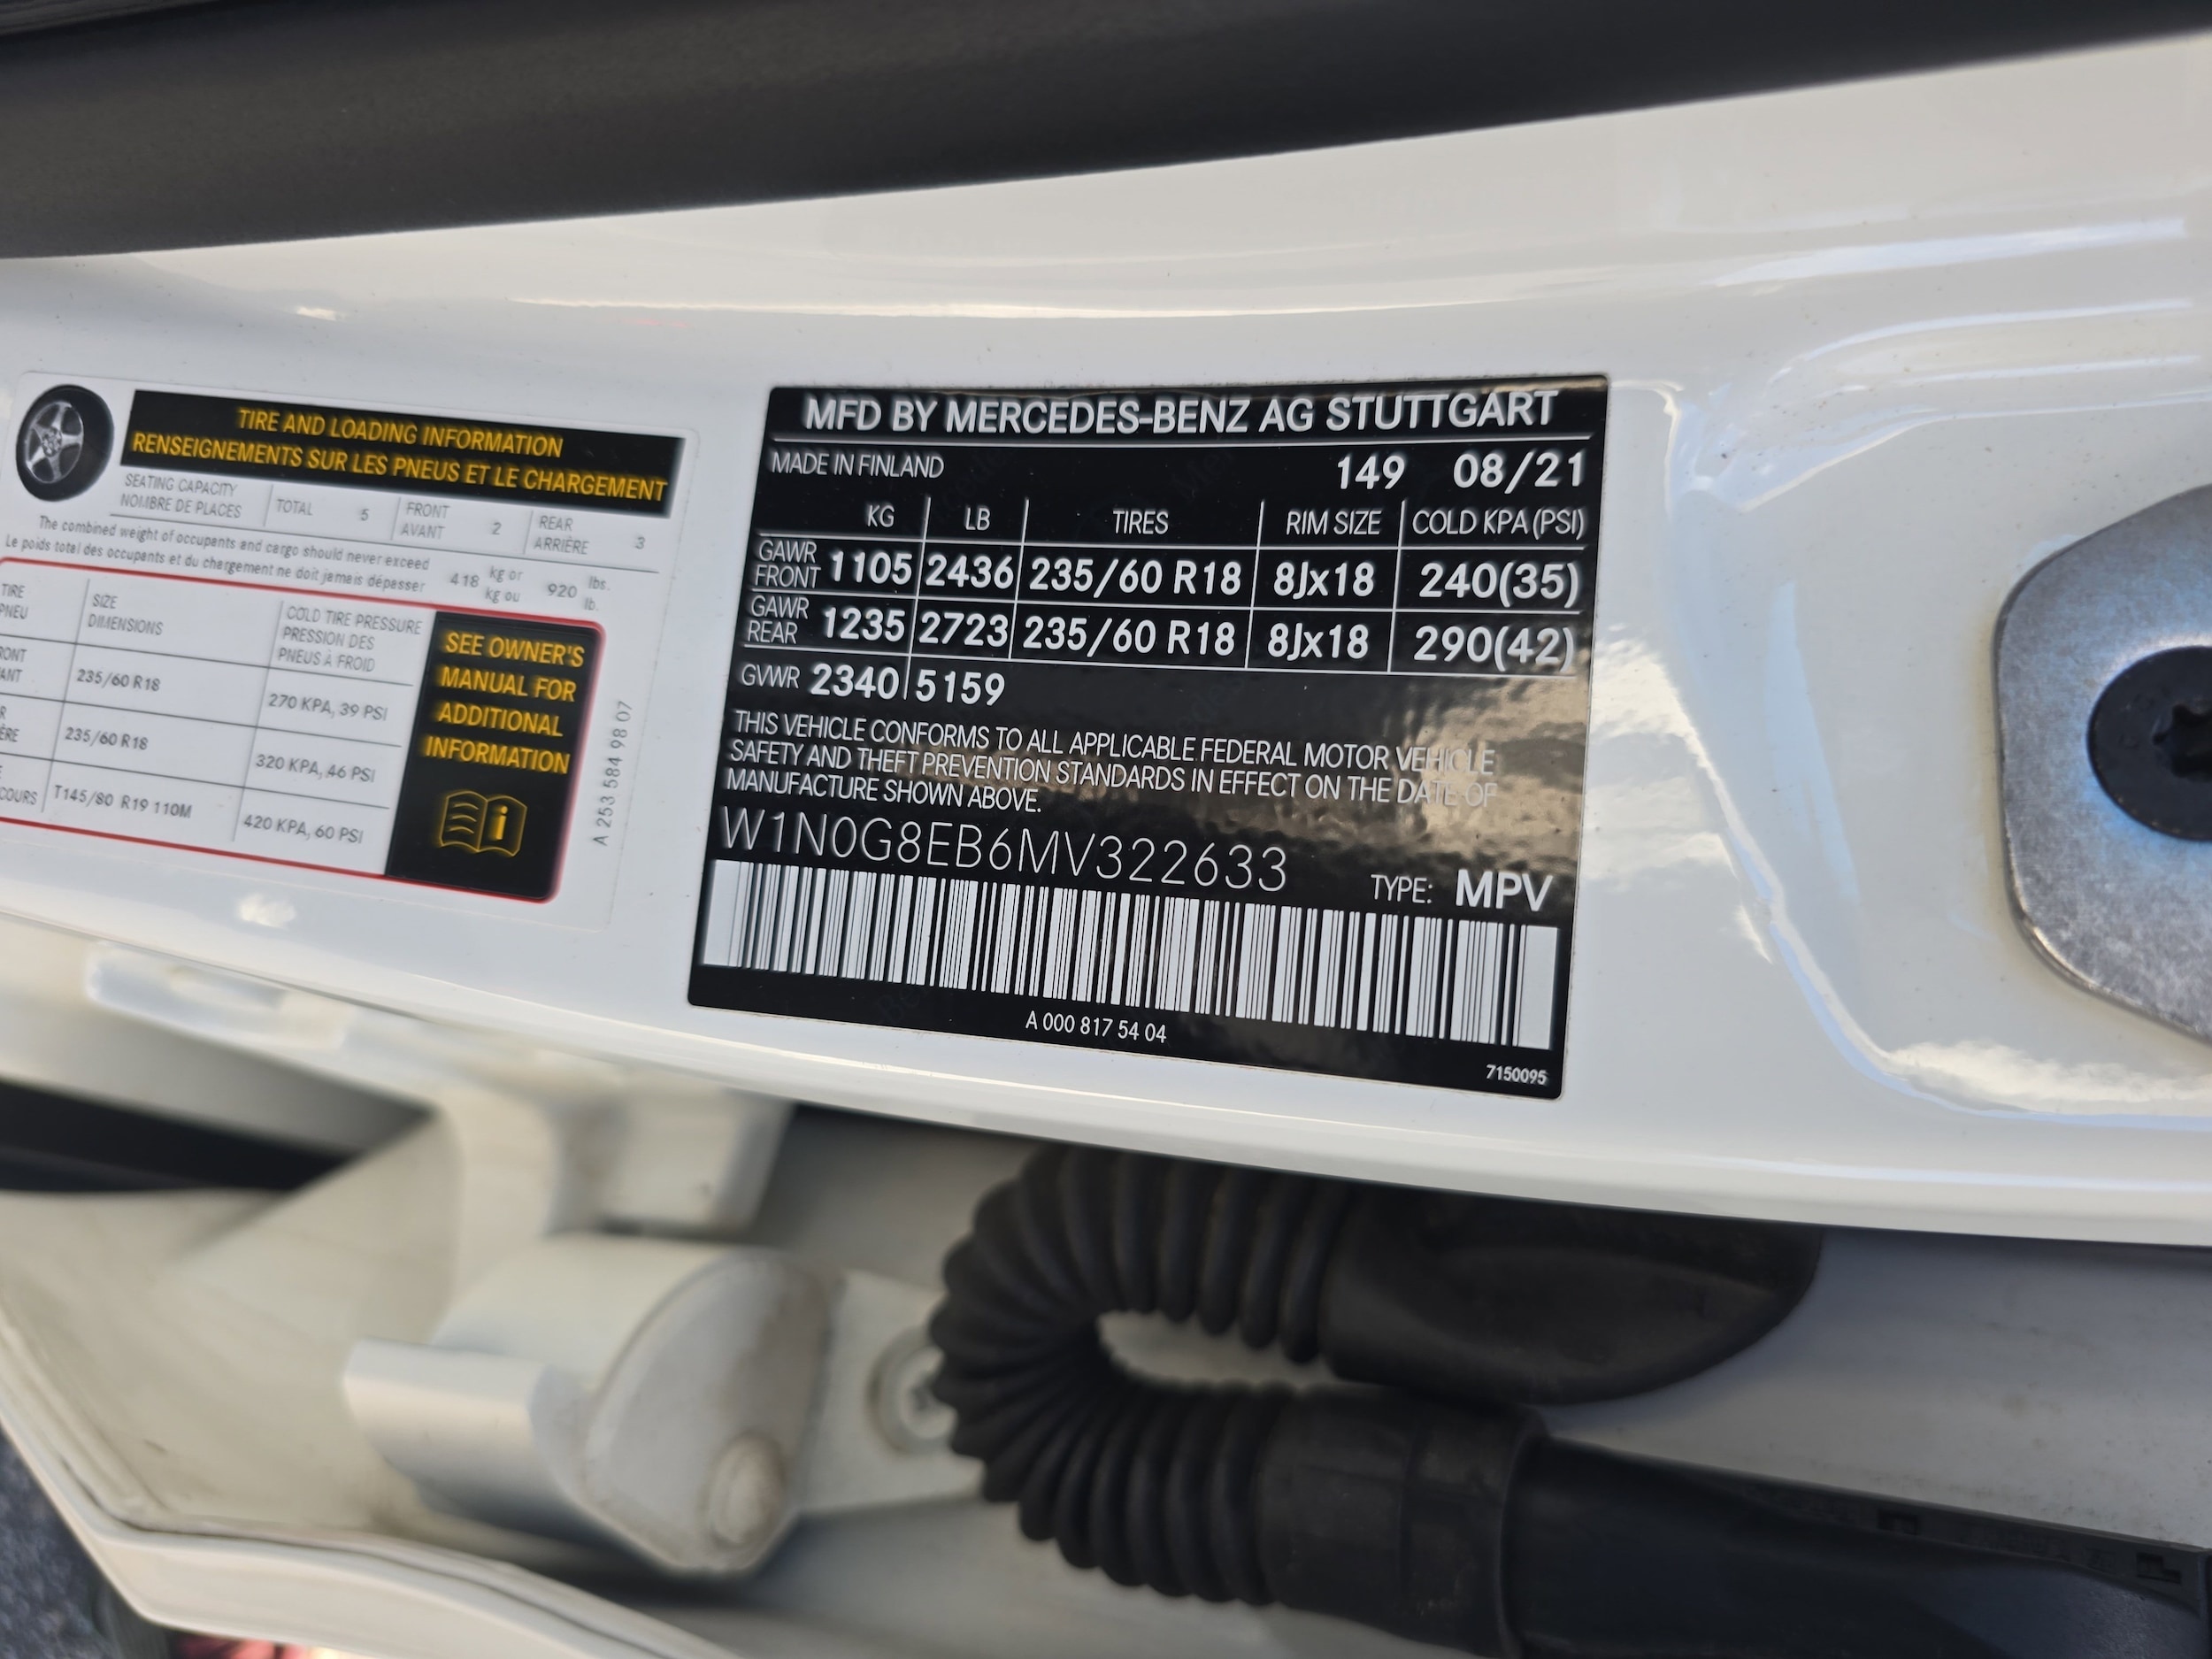 TIRE AND LOADING INFORMATION
RENSEIGNEMENTS SUR LES PNEUS ET LE CHARGEMENT
SEATING CAPACITY
NOMBRE DE PLACES
TOTAL 5
FRONT
AVANT 2
REAR
ARRIÈRE 3
The combined weight of occupants and cargo should never exceed
Le poids total des occupants et du chargement ne doit jamais dépasser
418 kg or
kg ou
920 lbs.
lb.
TIRE
PNEU
SIZE
DIMENSIONS
COLD TIRE PRESSURE
PRESSION DES
PNEUS À FROID
235/60 R18
270 KPA, 39 PSI
235/60 R18
320 KPA, 46 PSI
T145/80 R19 110M
420 KPA, 60 PSI
SEE OWNER'S
MANUAL FOR
ADDITIONAL
INFORMATION
A 253 584 98 07
MFD BY MERCEDES-BENZ AG STUTTGART
MADE IN FINLAND 149 08/21
KG LB TIRES RIM SIZE COLD KPA (PSI)
GAWR
FRONT 1105 2436 235/60 R18 8Jx18 240(35)
GAWR
REAR 1235 2723 235/60 R18 8Jx18 290(42)
GVWR 2340 5159
THIS VEHICLE CONFORMS TO ALL APPLICABLE FEDERAL MOTOR VEHICLE
SAFETY AND THEFT PREVENTION STANDARDS IN EFFECT ON THE DATE OF
MANUFACTURE SHOWN ABOVE.
W1N0G8EB6MV322633
TYPE: MPV
A 000 817 54 04
7150095